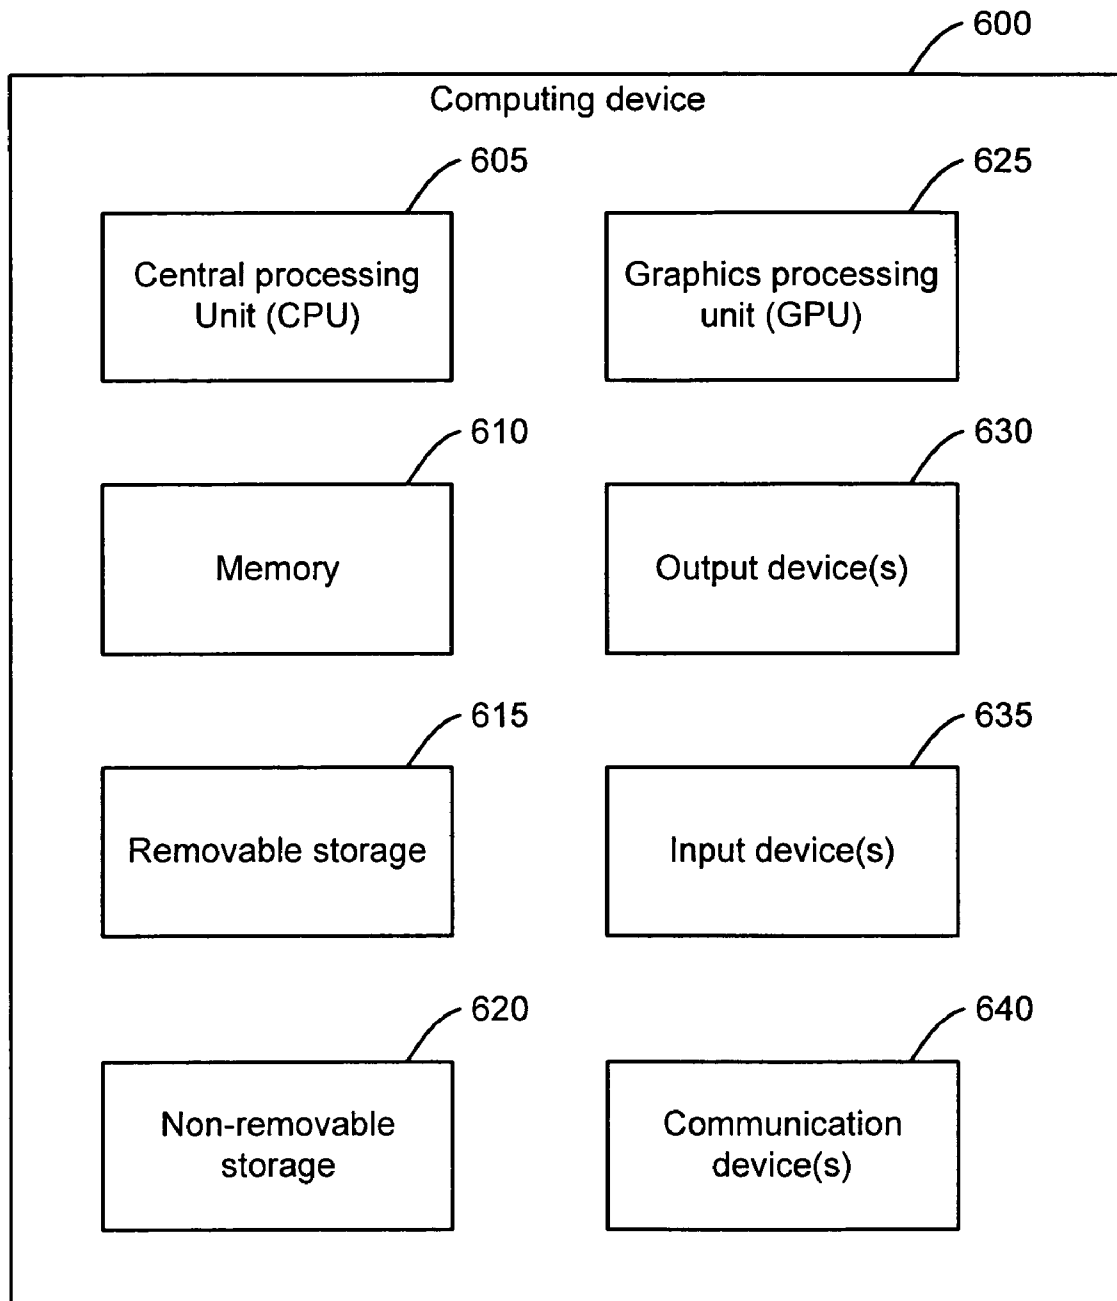 600
Computing device
605
625
Central processing
Unit (CPU)
Graphics processing
unit (GPU)
610
630
Memory
Output device(s)
615
635
Removable storage
Input device(s)
620
640
Non-removable
storage
Communication
device(s)